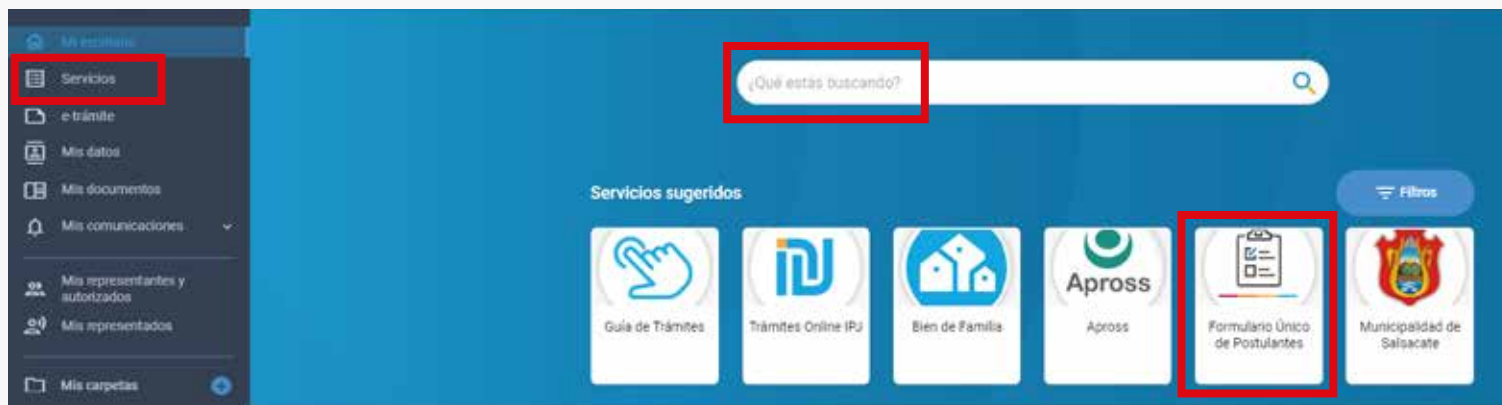 Mi escritorio
Servicios
e-trámite
Mis datos
Mis documentos
Mis comunicaciones
Mis representantes y
autorizados
Mis representados
Mis carpetas
¿Qué estás buscando?
Servicios sugeridos
Filtros
Guía de Trámites
Trámites Online IPJ
Bien de Familia
Apross
Apross
Formulario Único
de Postulantes
Municipalidad de
Salsacate